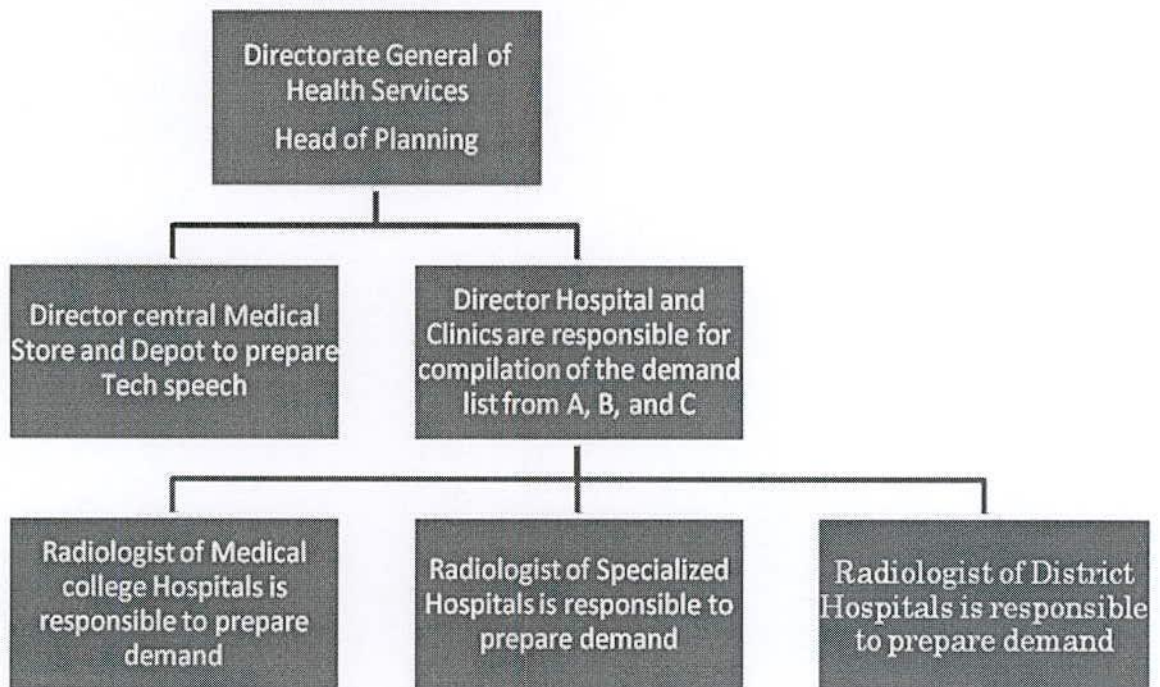 Directorate General of
Health Services
Head of Planning
Director central Medical
Store and Depot to prepare
Tech speech
Director Hospital and
Clinics are responsible for
compilation of the demand
list from A, B, and C
Radiologist of Medical
college Hospitals is
responsible to prepare
demand
Radiologist of Specialized
Hospitals is responsible to
prepare demand
Radiologist of District
Hospitals is responsible
to prepare demand